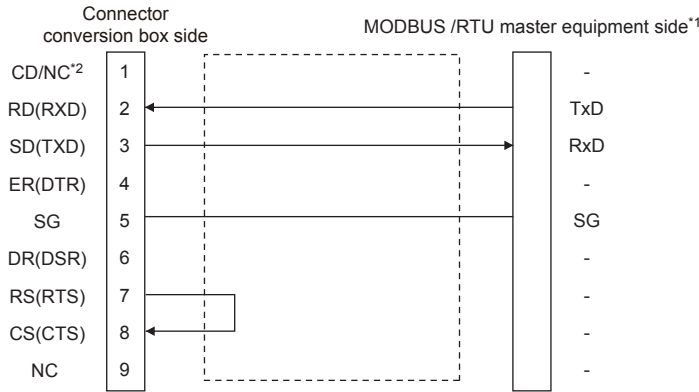 Connector
conversion box side
MODBUS /RTU master equipment side*1
CD/NC*2 1 -
RD(RXD) 2 TxD
SD(TXD) 3 RxD
ER(DTR) 4 -
SG 5 SG
DR(DSR) 6 -
RS(RTS) 7 -
CS(CTS) 8 -
NC 9 -